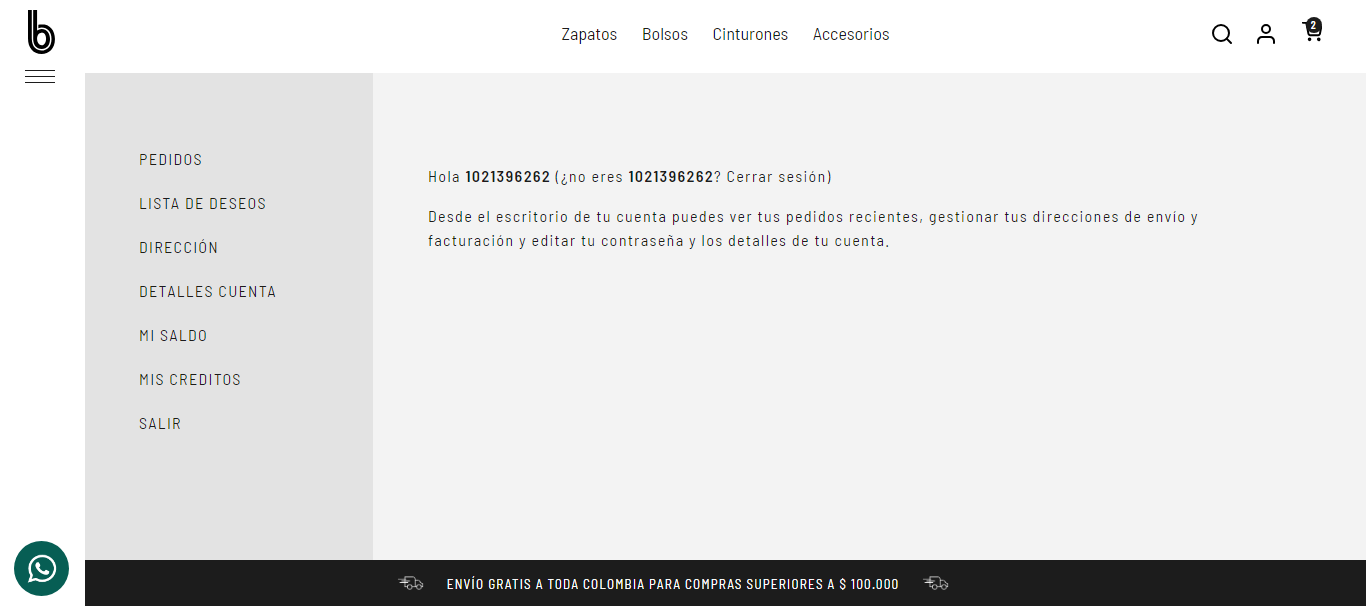 b
Zapatos Bolsos Cinturones Accesorios
2
PEDIDOS
LISTA DE DESEOS
DIRECCIÓN
DETALLES CUENTA
MI SALDO
MIS CREDITOS
SALIR
Hola 1021396262 (¿no eres 1021396262? Cerrar sesión)
Desde el escritorio de tu cuenta puedes ver tus pedidos recientes, gestionar tus direcciones de envío y
facturación y editar tu contraseña y los detalles de tu cuenta.
ENVÍO GRATIS A TODA COLOMBIA PARA COMPRAS SUPERIORES A $ 100.000